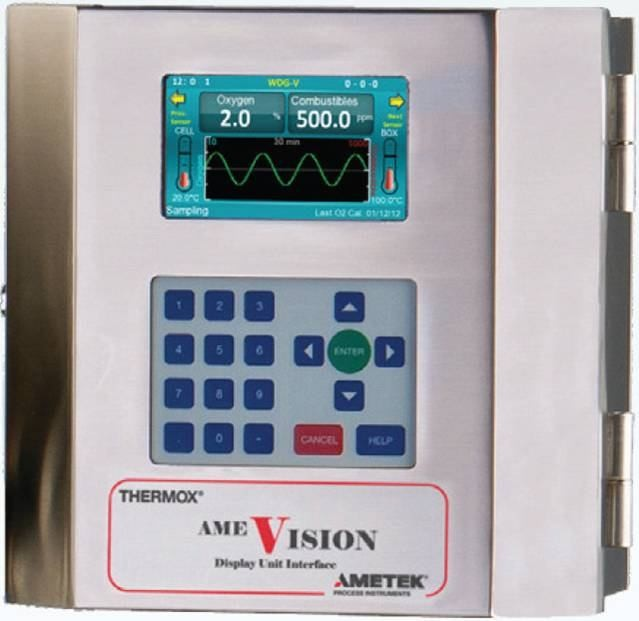 12: 0 1 WDG-V 0 - 0 -0
Prev. Sensor
Oxygen
2.0 %
Combustibles
500.0 ppm
Next Sensor
CELL
BOX
10 30 min 1000
Oxygen
20.0°C
100.0°C
Sampling Last O2 Cal. 01/12/12
1 2 3
4 5 6 ENTER
7 8 9
. 0 - CANCEL HELP
THERMOX®
AMEVISION
Display Unit Interface
AMETEK®
PROCESS INSTRUMENTS